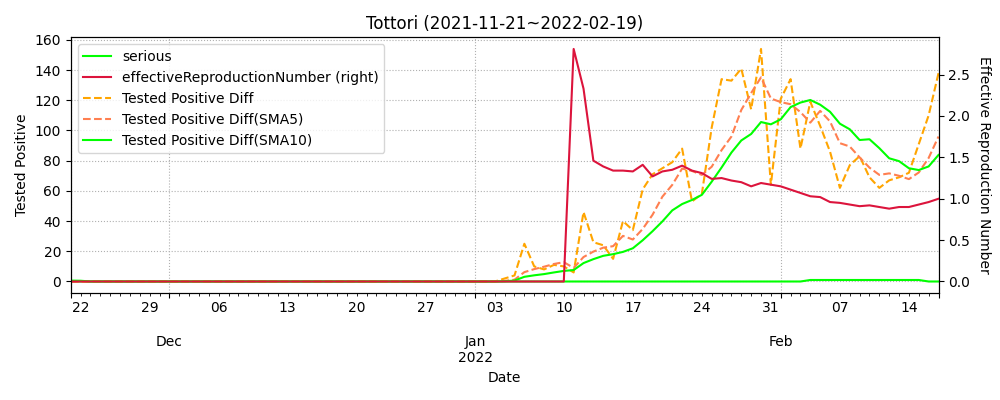 Tottori (2021-11-21~2022-02-19)
serious
effectiveReproductionNumber (right)
Tested Positive Diff
Tested Positive Diff(SMA5)
Tested Positive Diff(SMA10)
Tested Positive
160
140
120
100
80
60
40
20
0
Effective Reproduction Number
2.5
2.0
1.5
1.0
0.5
0.0
22 29 06 13 20 27 03 10 17 24 31 07 14
Dec Jan Feb
2022
Date